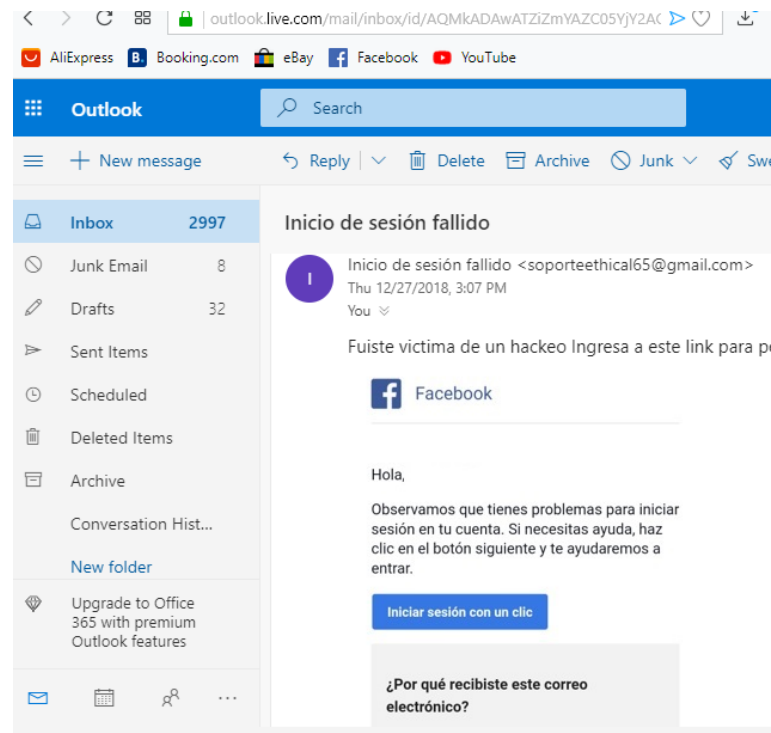 outlook.live.com/mail/inbox/id/AQMkADAwATZiZmYAZC05YjY2AC
AliExpress B. Booking.com eBay f Facebook YouTube
Outlook
Search
New message
Reply Delete Archive Junk Swe
Inbox 2997
Junk Email 8
Drafts 32
Sent Items
Scheduled
Deleted Items
Archive
Conversation Hist...
New folder
Upgrade to Office
365 with premium
Outlook features
Inicio de sesión fallido
I
Inicio de sesión fallido <soporteethical65@gmail.com>
Thu 12/27/2018, 3:07 PM
You
Fuiste victima de un hackeo Ingresa a este link para p
f Facebook
Hola,
Observamos que tienes problemas para iniciar
sesión en tu cuenta. Si necesitas ayuda, haz
clic en el botón siguiente y te ayudaremos a
entrar.
Iniciar sesión con un clic
¿Por qué recibiste este correo
electrónico?